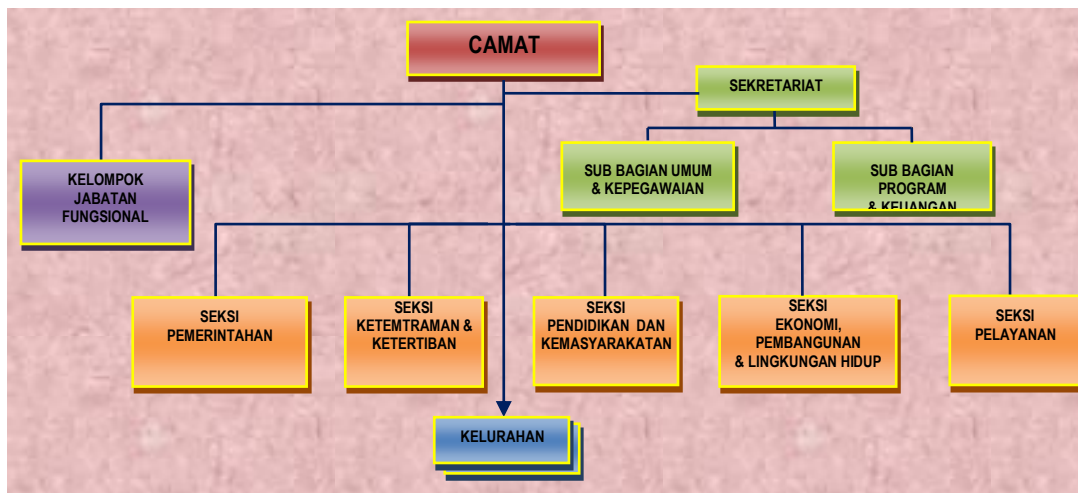 CAMAT
SEKRETARIAT
KELOMPOK
JABATAN
FUNGSIONAL
SUB BAGIAN UMUM
& KEPEGAWAIAN
SUB BAGIAN
PROGRAM
& KEUANGAN
SEKSI
PEMERINTAHAN
SEKSI
KETEMTRAMAN &
KETERTIBAN
SEKSI
PENDIDIKAN DAN
KEMASYARAKATAN
SEKSI
EKONOMI,
PEMBANGUNAN
& LINGKUNGAN HIDUP
SEKSI
PELAYANAN
KELURAHAN